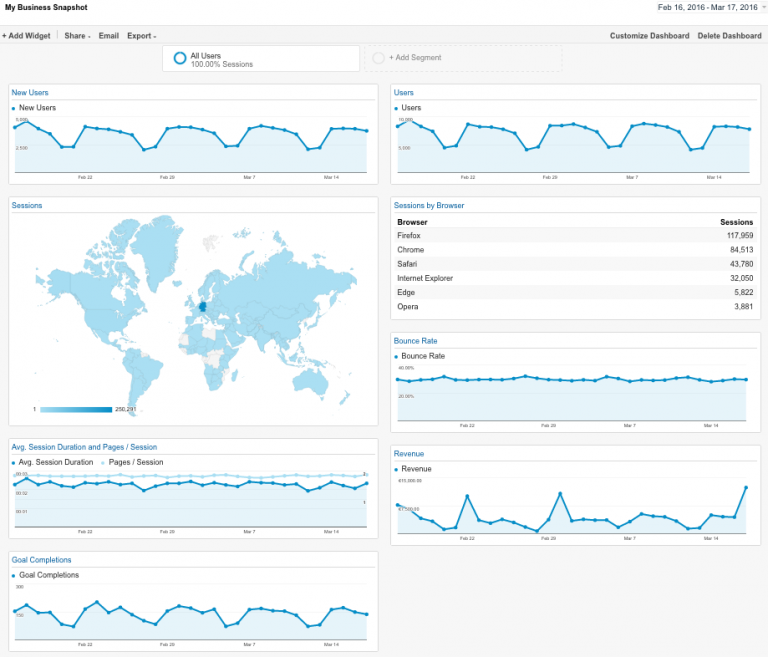 My Business Snapshot
Feb 16, 2016 - Mar 17, 2016
+ Add Widget Share Email Export
Customize Dashboard Delete Dashboard
All Users
100.00% Sessions
+ Add Segment
New Users
New Users
5,000
2,500
Feb 22 Feb 29 Mar 7 Mar 14
Users
Users
10,000
5,000
Feb 22 Feb 29 Mar 7 Mar 14
Sessions
1 250,291
Sessions by Browser
Browser Sessions
Firefox 117,959
Chrome 84,513
Safari 43,780
Internet Explorer 32,050
Edge 5,822
Opera 3,881
Bounce Rate
Bounce Rate
40.00%
20.00%
Feb 22 Feb 29 Mar 7 Mar 14
Avg. Session Duration and Pages / Session
Avg. Session Duration Pages / Session
00:03
00:02
00:01
Feb 22 Feb 29 Mar 7 Mar 14
Revenue
Revenue
€15,000.00
€7,500.00
Feb 22 Feb 29 Mar 7 Mar 14
Goal Completions
Goal Completions
300
150
Feb 22 Feb 29 Mar 7 Mar 14